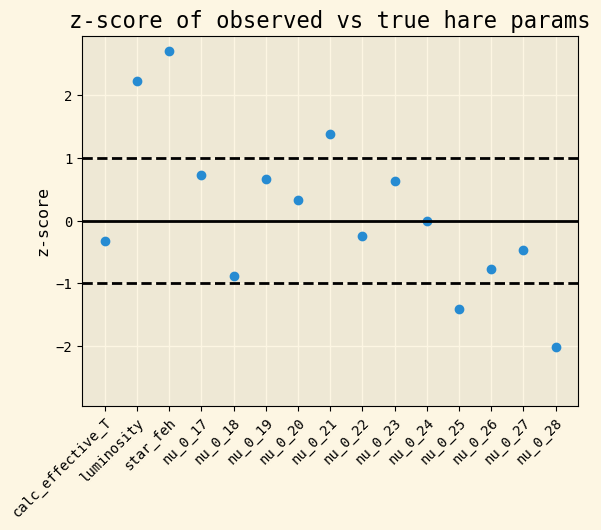 z-score of observed vs true hare params
z-score
2
1
0
−1
−2
calc_effective_T
luminosity
star_feh
nu_0_17
nu_0_18
nu_0_19
nu_0_20
nu_0_21
nu_0_22
nu_0_23
nu_0_24
nu_0_25
nu_0_26
nu_0_27
nu_0_28